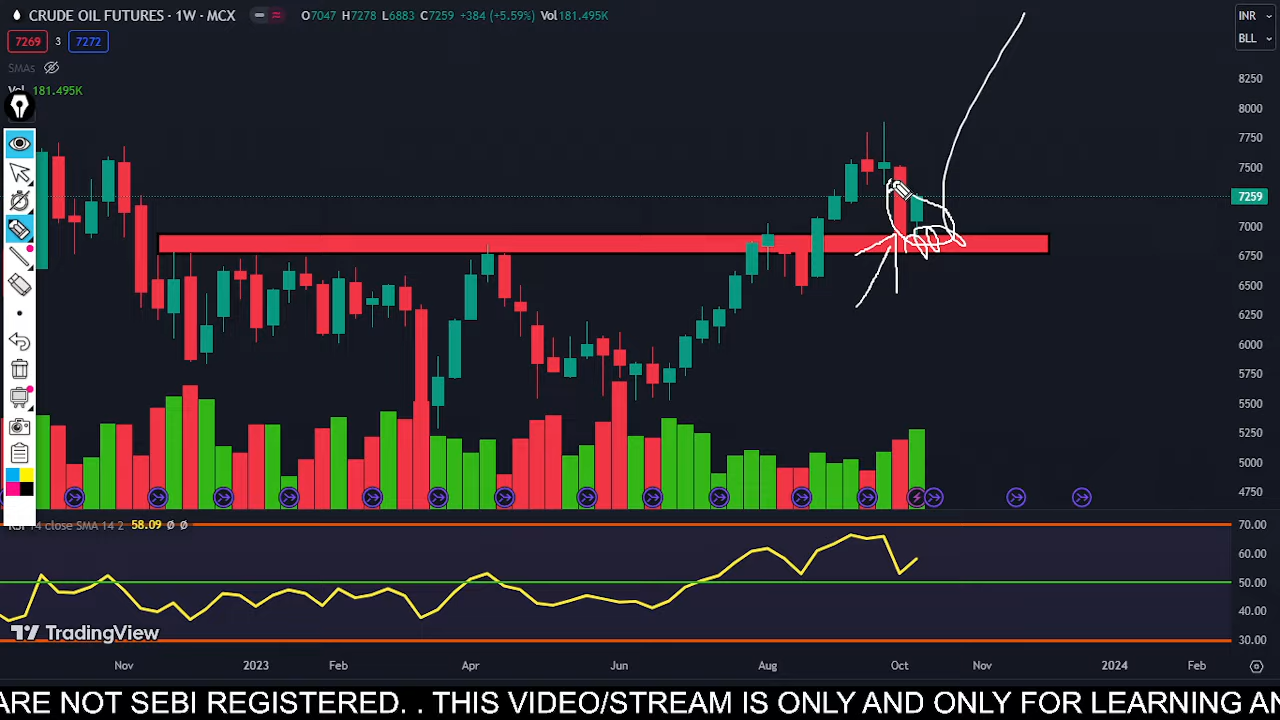 CRUDE OIL FUTURES · 1W · MCX O7047 H7278 L6883 C7259 +384 (+5.59%) Vol181.495K INR
7269 3 7272 BLL
SMAs
Vol 181.495K
8250
8000
7750
7500
7259
7000
6750
6500
6250
6000
5750
5500
5250
5000
4750
RSI 14 close SMA 14 2 58.09 Ø Ø 70.00
60.00
50.00
40.00
30.00
TradingView
Nov 2023 Feb Apr Jun Aug Oct Nov 2024 Feb
ARE NOT SEBI REGISTERED. . THIS VIDEO/STREAM IS ONLY AND ONLY FOR LEARNING AN